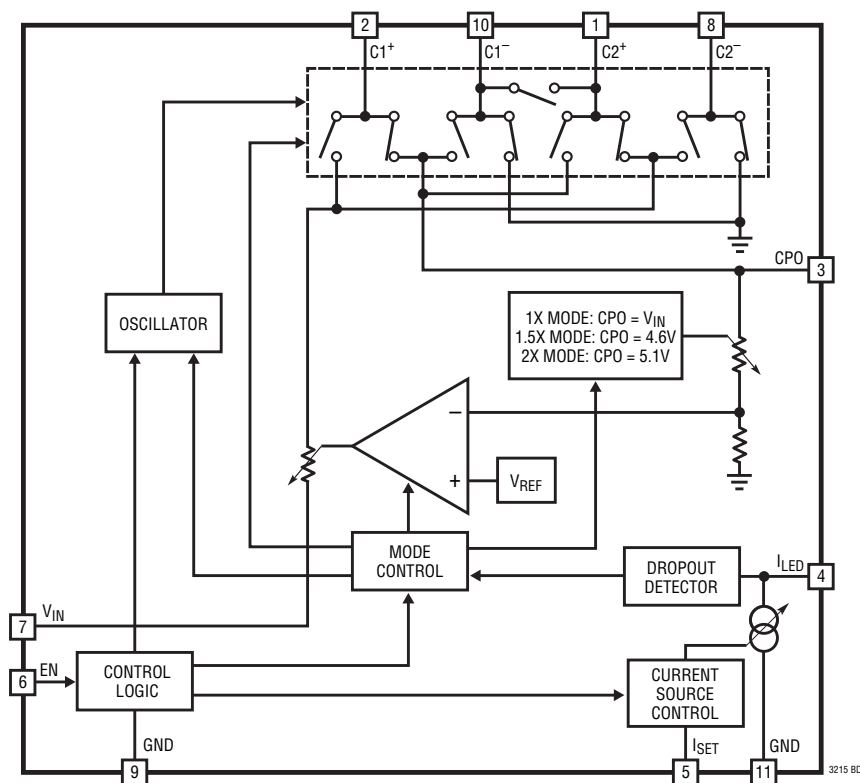 2
10
1
8
C1+
C1–
C2+
C2–
CPO
3
OSCILLATOR
1X MODE: CPO = VIN
1.5X MODE: CPO = 4.6V
2X MODE: CPO = 5.1V
–
+
VREF
MODE
CONTROL
DROPOUT
DETECTOR
ILED
4
VIN
7
EN
6
CONTROL
LOGIC
CURRENT
SOURCE
CONTROL
GND
ISET
GND
9
5
11
3215 BD